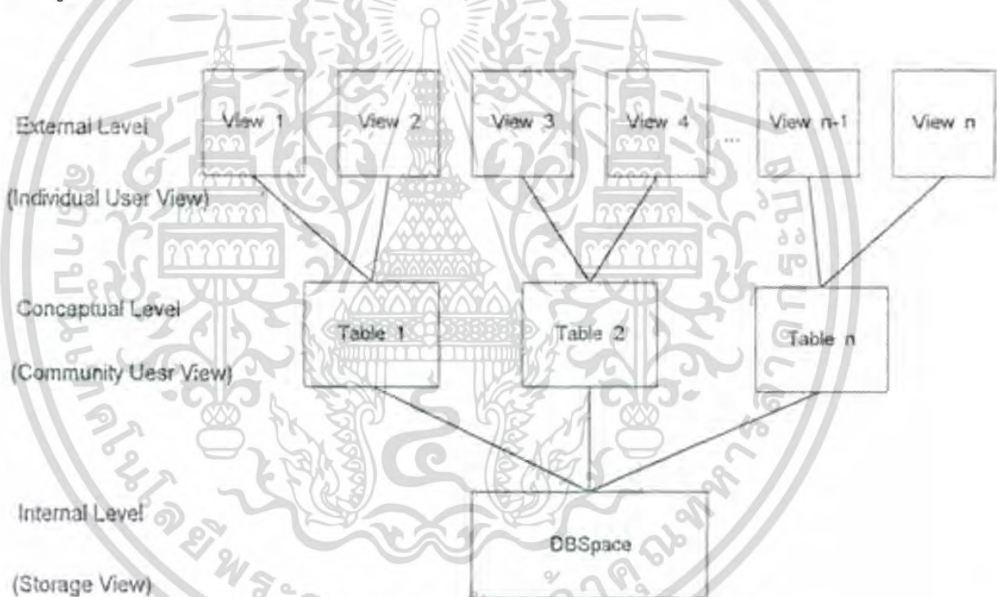 View 1 View 2 View 3 View 4 ... View n-1 View n
External Level
(Individual User View)
Conceptual Level
Table 1 Table 2 Table n
(Community Uesr View)
Internal Level
DBSpace
(Storage View)